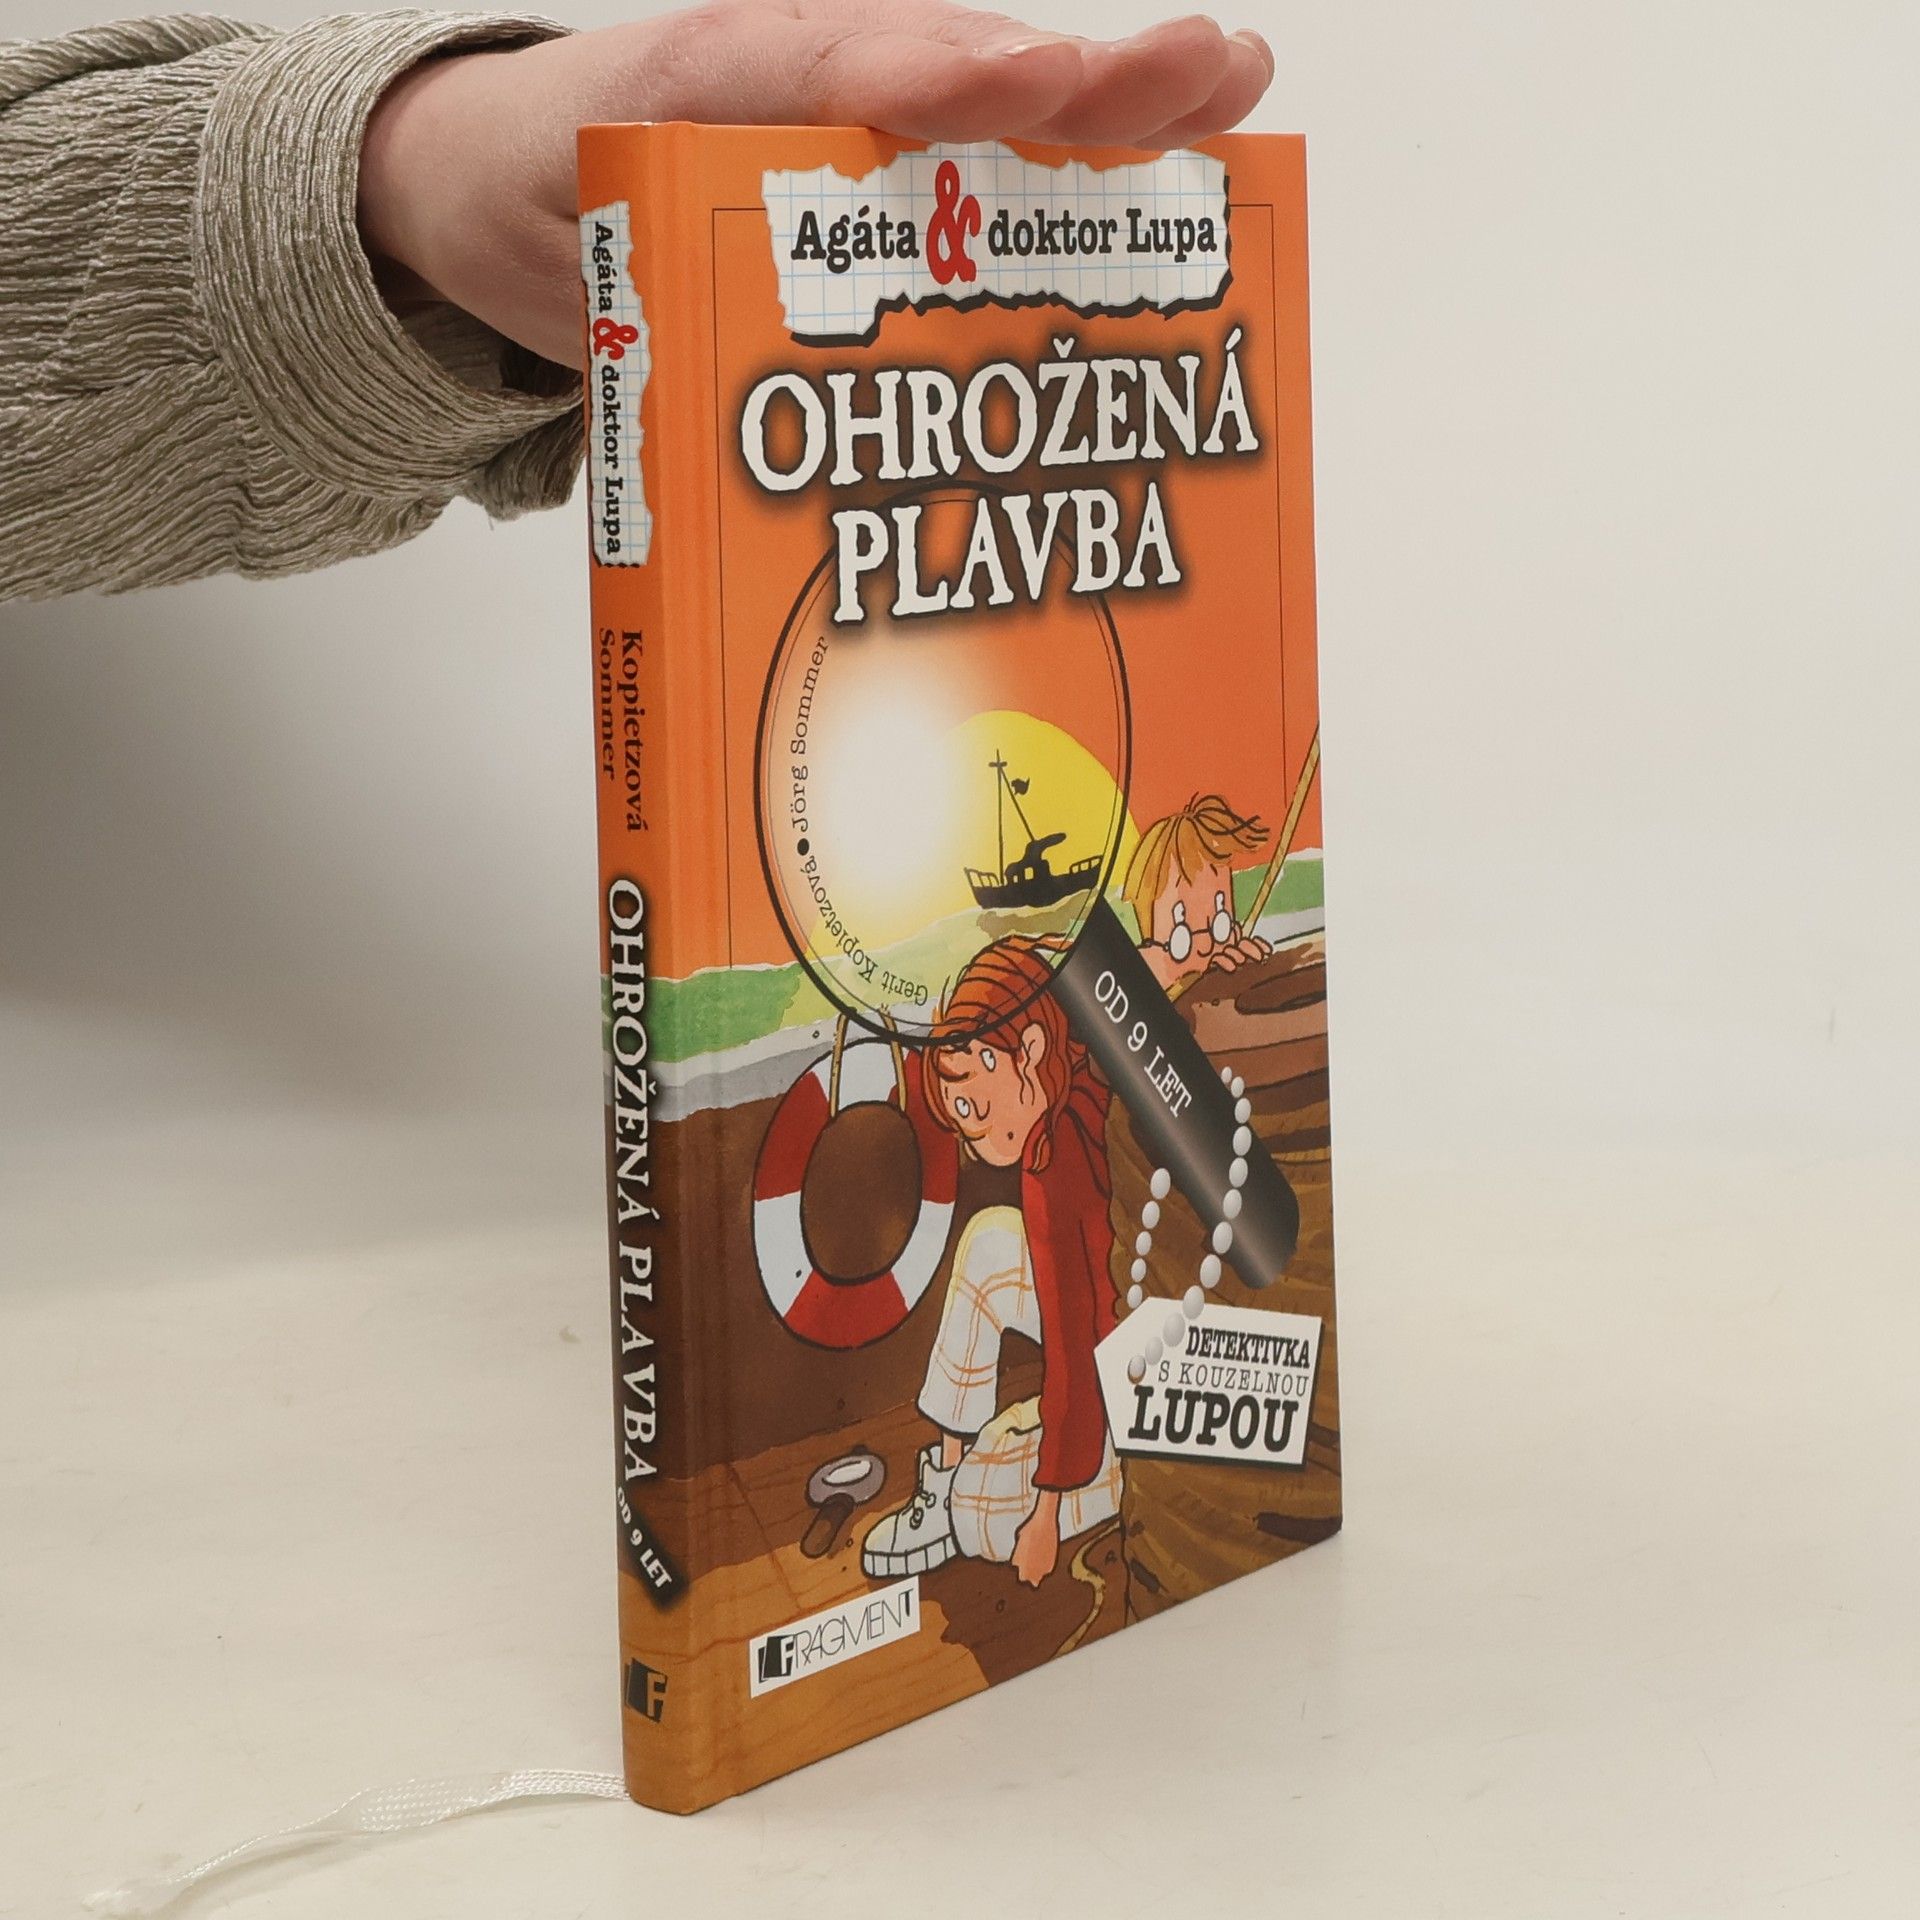 Agáta & doktor Lupa
OHROŽENÁ
PLAVBA
Gerit Kopietzová • Jörg Sommer
OD 9 LET
DETEKTIVKA
S KOUZELNOU
LUPOU
FRAGMENT
Agáta & doktor Lupa
Kopietzová
Sommer
OHROŽENÁ PLAVBA
OD 9 LET
F